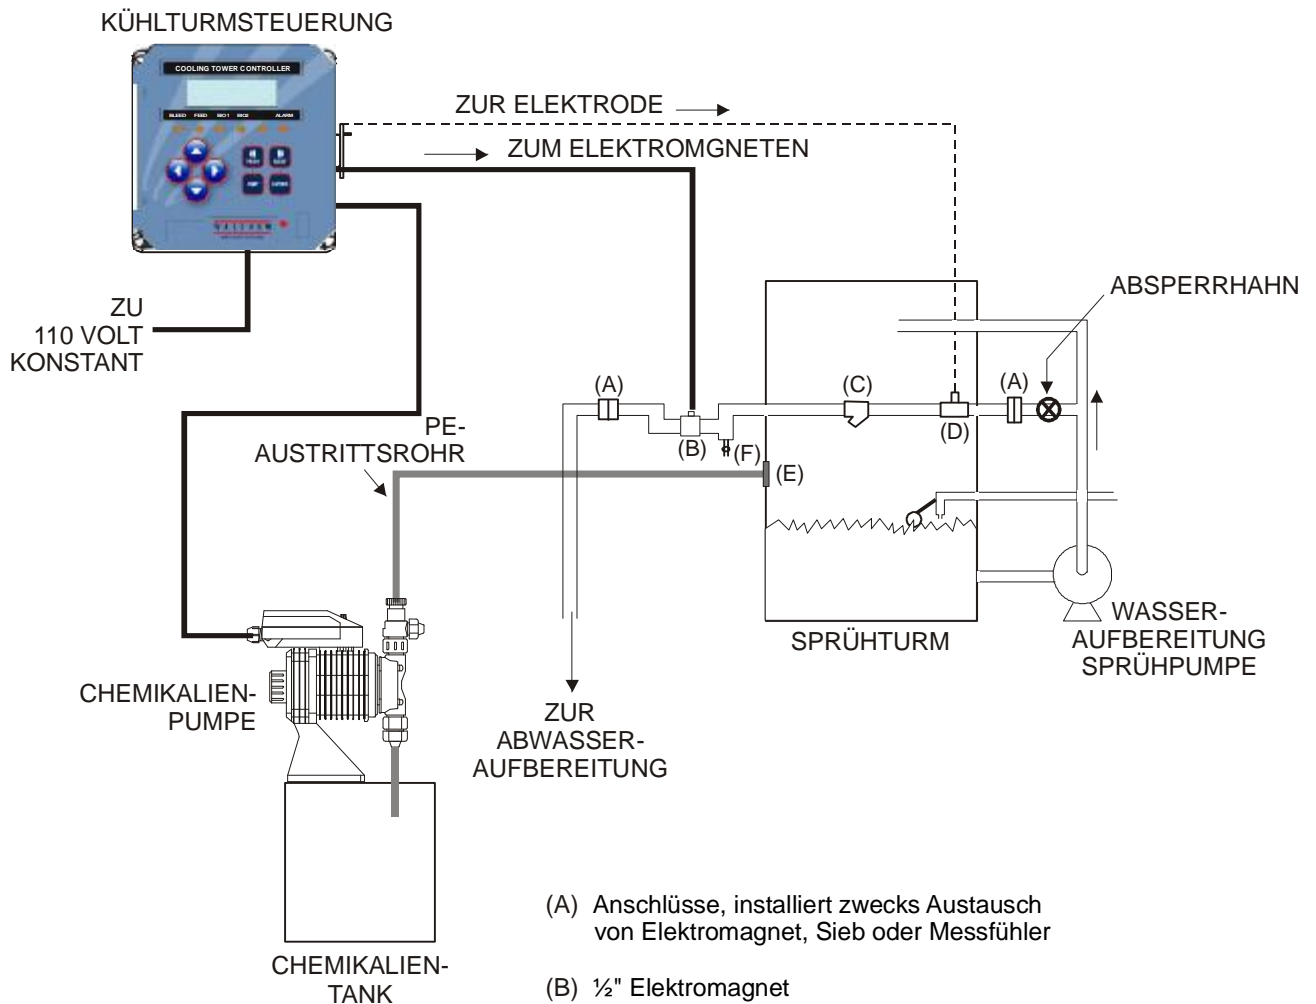 KÜHLTURMSTEUERUNG
COOLING TOWER CONTROLLER
BLEED FEED BIO1 BIO2 ALARM
ZUR ELEKTRODE
ZUM ELEKTROMGNETEN
ZU
110 VOLT
KONSTANT
ABSPERRHAHN
(A)
(C)
(A)
(B)
(F)
(D)
(E)
PE-
AUSTRITTSROHR
SPRÜHTURM
WASSER-
AUFBEREITUNG
SPRÜHPUMPE
CHEMIKALIEN-
PUMPE
ZUR
ABWASSER-
AUFBEREITUNG
CHEMIKALIEN-
TANK
(A) Anschlüsse, installiert zwecks Austausch
von Elektromagnet, Sieb oder Messfühler
(B) ½" Elektromagnet